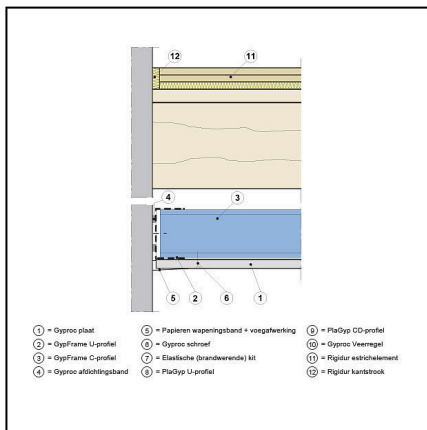 12 11
4 3
5 2 6 1
1 = Gyproc plaat
2 = GypFrame U-profiel
3 = GypFrame C-profiel
4 = Gyproc afdichtingsband
5 = Papieren wapeningsband + voegafwerking
6 = Gyproc schroef
7 = Elastische (brandwerende) kit
8 = PlaGyp U-profiel
9 = PlaGyp CD-profiel
10 = Gyproc Veerregel
11 = Rigidur estrichelement
12 = Rigidur kantstrook